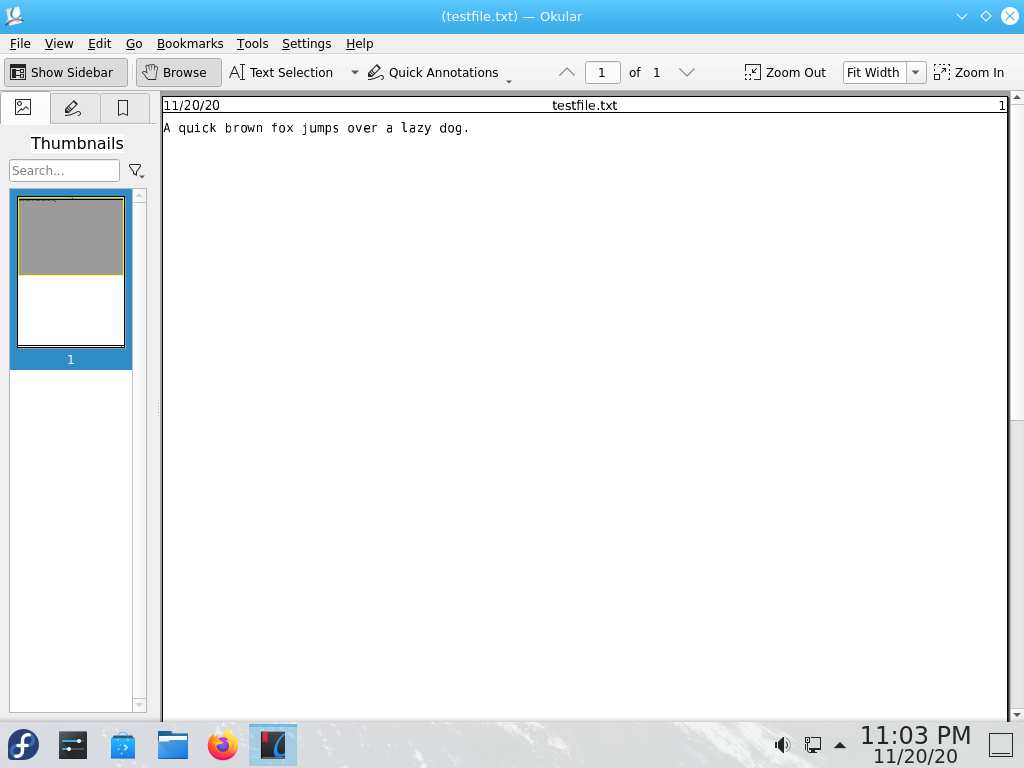 (testfile.txt) — Okular
File View Edit Go Bookmarks Tools Settings Help
Show Sidebar Browse Text Selection Quick Annotations 1 of 1 Zoom Out Fit Width Zoom In
Thumbnails
Search...
1
11/20/20 testfile.txt 1
A quick brown fox jumps over a lazy dog.
11:03 PM
11/20/20